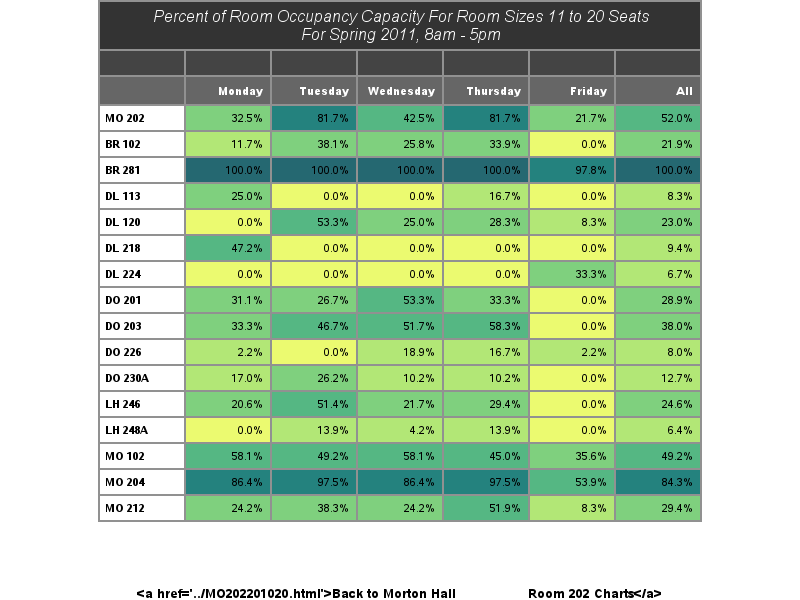 Percent of Room Occupancy Capacity For Room Sizes 11 to 20 Seats
For Spring 2011, 8am - 5pm
Monday Tuesday Wednesday Thursday Friday All
MO 202 32.5% 81.7% 42.5% 81.7% 21.7% 52.0%
BR 102 11.7% 38.1% 25.8% 33.9% 0.0% 21.9%
BR 281 100.0% 100.0% 100.0% 100.0% 97.8% 100.0%
DL 113 25.0% 0.0% 0.0% 16.7% 0.0% 8.3%
DL 120 0.0% 53.3% 25.0% 28.3% 8.3% 23.0%
DL 218 47.2% 0.0% 0.0% 0.0% 0.0% 9.4%
DL 224 0.0% 0.0% 0.0% 0.0% 33.3% 6.7%
DO 201 31.1% 26.7% 53.3% 33.3% 0.0% 28.9%
DO 203 33.3% 46.7% 51.7% 58.3% 0.0% 38.0%
DO 226 2.2% 0.0% 18.9% 16.7% 2.2% 8.0%
DO 230A 17.0% 26.2% 10.2% 10.2% 0.0% 12.7%
LH 246 20.6% 51.4% 21.7% 29.4% 0.0% 24.6%
LH 248A 0.0% 13.9% 4.2% 13.9% 0.0% 6.4%
MO 102 58.1% 49.2% 58.1% 45.0% 35.6% 49.2%
MO 204 86.4% 97.5% 86.4% 97.5% 53.9% 84.3%
MO 212 24.2% 38.3% 24.2% 51.9% 8.3% 29.4%
<a href='../MO202201020.html'>Back to Morton Hall Room 202 Charts</a>